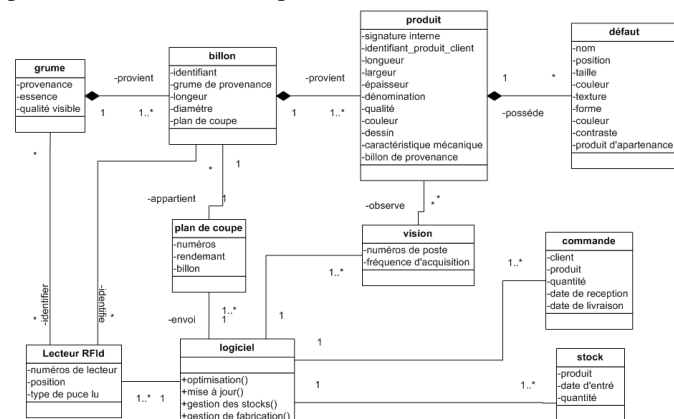 grume
-provenance
-essence
-qualité visible
-provient
1
1..*
billon
-identifiant
-grume de provenance
-longeur
-diamétre
-plan de coupe
-provient
1
1..*
produit
-signature interne
-identifiant_produit_client
-longueur
-largeur
-épaisseur
-dénomination
-qualité
-couleur
-dessin
-caractéristique mécanique
-billon de provenance
1
*
-posséde
défaut
-nom
-position
-taille
-couleur
-texture
-forme
-couleur
-contraste
-produit d'apartenance
*
*
1
-appartient
1
-observe
*
*
plan de coupe
-numéros
-rendemant
-billon
vision
-numéros de poste
-fréquence d'acquisition
commande
-client
-produit
-quantité
-date de reception
-date de livraison
1..*
1..*
-identifier
*
-identifie
*
-envoi
1..*
1
1
1
Lecteur RFId
-numéros de lecteur
-position
-type de puce lu
1..*
1
logiciel
+optimisation()
+mise à jour()
+gestion des stocks()
+gestion de fabrication()
1
1..*
stock
-produit
-date d'entré
-quantité